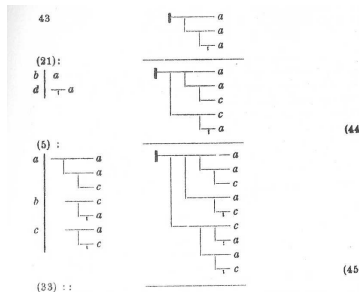 43 a
a
a
(21):
b a a
d a a
c
c
a (44
(5) :
a a a
a a
c c
a
b c c
a c
c a a
c a
c (45
(33) ::